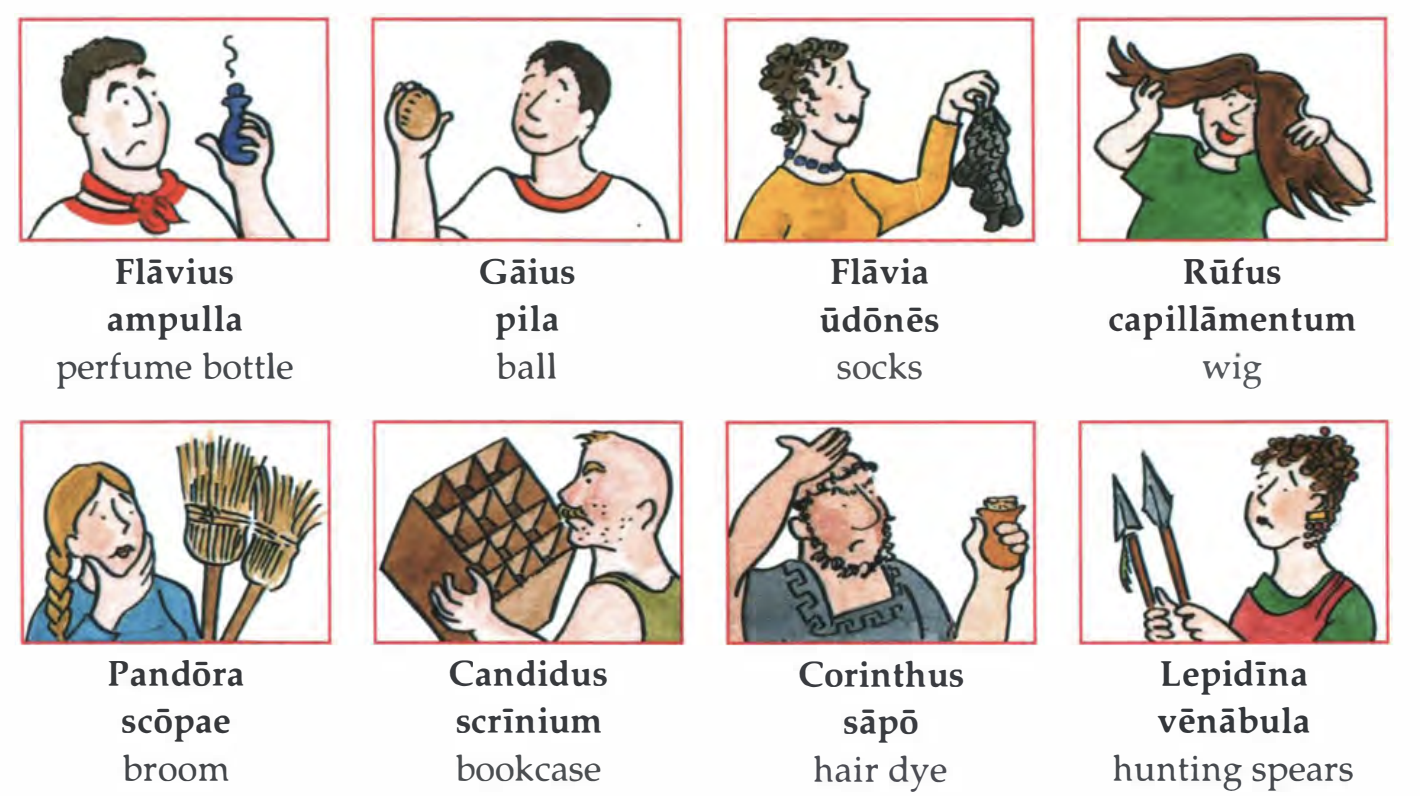 Flāvius
ampulla
perfume bottle
Gāius
pila
ball
Flāvia
ūdōnēs
socks
Rūfus
capillāmentum
wig
Pandōra
scōpae
broom
Candidus
scrīnium
bookcase
Corinthus
sāpō
hair dye
Lepidīna
vēnābula
hunting spears